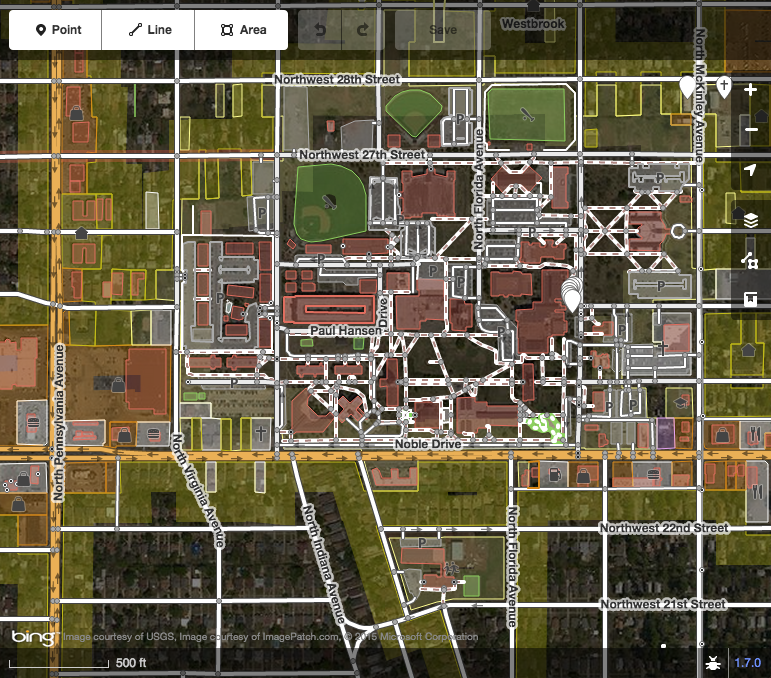 Point
Line
Area
Save
Westbrook
Northwest 28th Street
North McKinley Avenue
P
Northwest 27th Street
North Florida Avenue
P
P
P
P
P
P
P
P
P
Paul Hansen Drive
P
North Pennsylvania Avenue
P
P
P
Noble Drive
North Virginia Avenue
North Indiana Avenue
North Florida Avenue
Northwest 22nd Street
P
Northwest 21st Street
bing Image courtesy of USGS, Image courtesy of ImagePatch.com, © 2015 Microsoft Corporation
500 ft
1.7.0